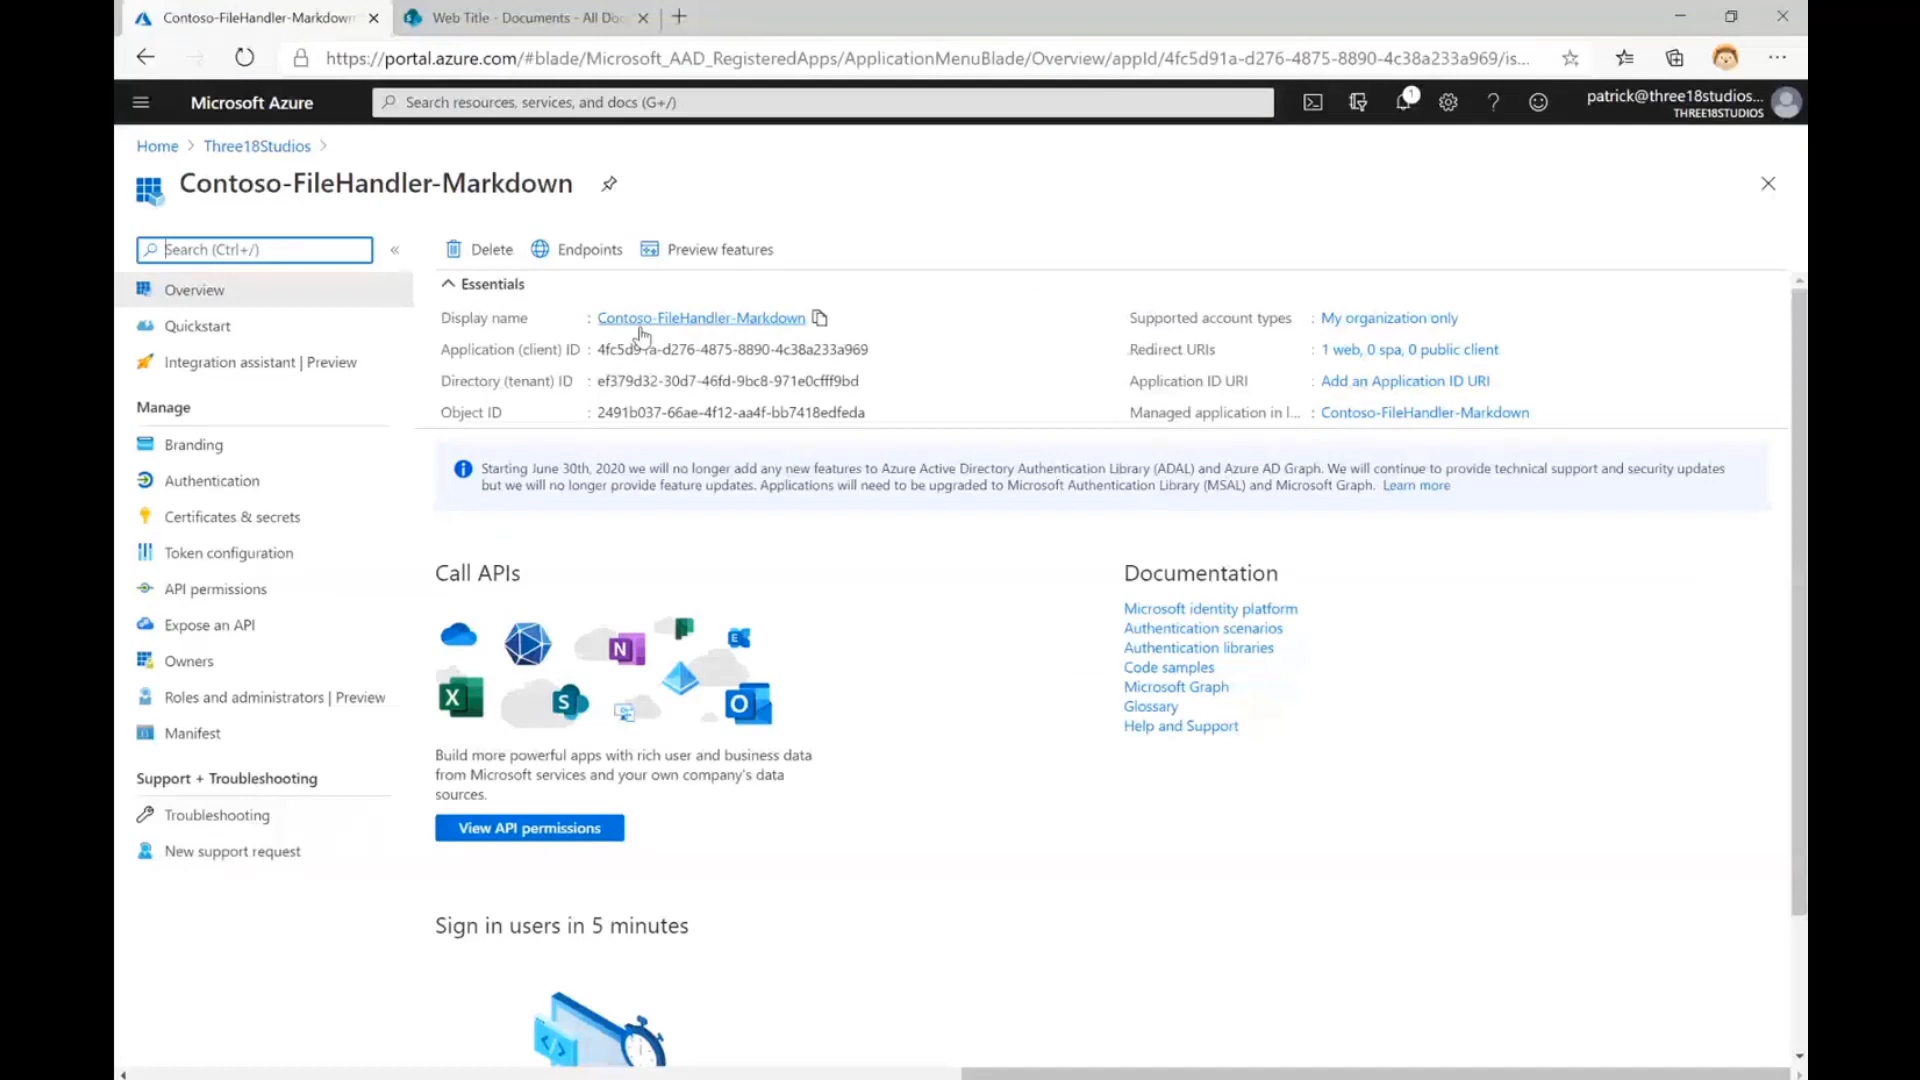 Contoso-FileHandler-Markdown
Web Title - Documents - All Do
https://portal.azure.com/#blade/Microsoft_AAD_RegisteredApps/ApplicationMenuBlade/Overview/appId/4fc5d91a-d276-4875-8890-4c38a233a969/is...
Microsoft Azure
Search resources, services, and docs (G+/)
1
patrick@three18studios...
THREE18STUDIOS
Home > Three18Studios >
Contoso-FileHandler-Markdown
Search (Ctrl+/)
Overview
Quickstart
Integration assistant | Preview
Manage
Branding
Authentication
Certificates & secrets
Token configuration
API permissions
Expose an API
Owners
Roles and administrators | Preview
Manifest
Support + Troubleshooting
Troubleshooting
New support request
Delete Endpoints Preview features
Essentials
Display name : Contoso-FileHandler-Markdown
Application (client) ID : 4fc5d91a-d276-4875-8890-4c38a233a969
Directory (tenant) ID : ef379d32-30d7-46fd-9bc8-971e0cfff9bd
Object ID : 2491b037-66ae-4f12-aa4f-bb7418edfeda
Supported account types : My organization only
Redirect URIs : 1 web, 0 spa, 0 public client
Application ID URI : Add an Application ID URI
Managed application in l... : Contoso-FileHandler-Markdown
Starting June 30th, 2020 we will no longer add any new features to Azure Active Directory Authentication Library (ADAL) and Azure AD Graph. We will continue to provide technical support and security updates
but we will no longer provide feature updates. Applications will need to be upgraded to Microsoft Authentication Library (MSAL) and Microsoft Graph. Learn more
Call APIs
N
E
X
S
O
Build more powerful apps with rich user and business data
from Microsoft services and your own company's data
sources.
View API permissions
Documentation
Microsoft identity platform
Authentication scenarios
Authentication libraries
Code samples
Microsoft Graph
Glossary
Help and Support
Sign in users in 5 minutes